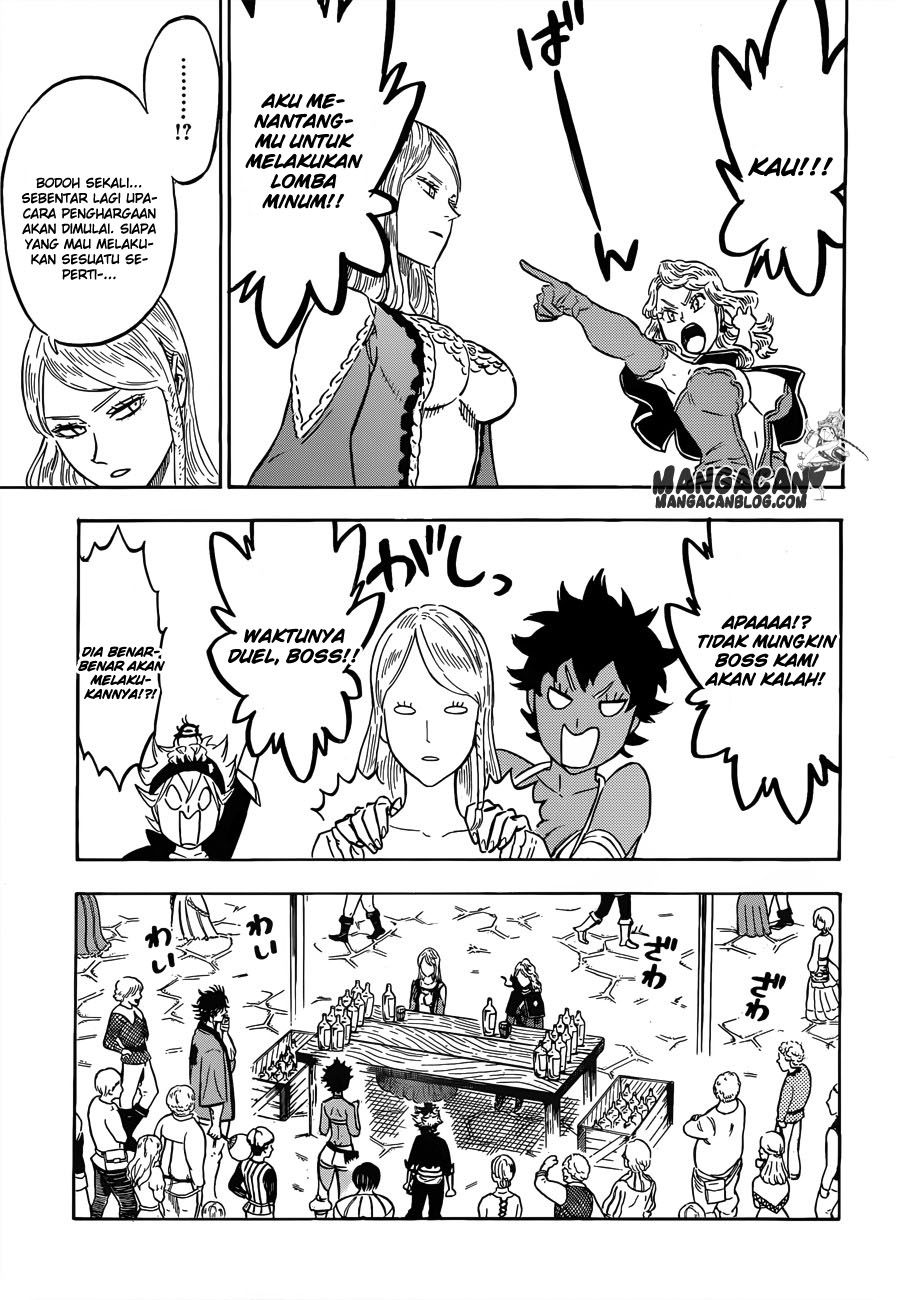 KAU!!!
ば
ん
AKU ME-
NANTANG-
MU UNTUK
MELAKUKAN
LOMBA
MINUM!!
.........
!?
BODOH SEKALI...
SEBENTAR LAGI UPA-
CARA PENGHARGAAN
AKAN DIMULAI. SIAPA
YANG MAU MELAKU-
KAN SESUATU SE-
PERTI-...
MANGACAN
MANGACANBLOG.COM
APAAAA!?
TIDAK MUNGKIN
BOSS KAMI
AKAN KALAH!
がしっ
WAKTUNYA
DUEL, BOSS!!
DIA BENAR-
BENAR AKAN
MELAKU-
KANNYA!?!
ざわ
ざわ
わい
わい